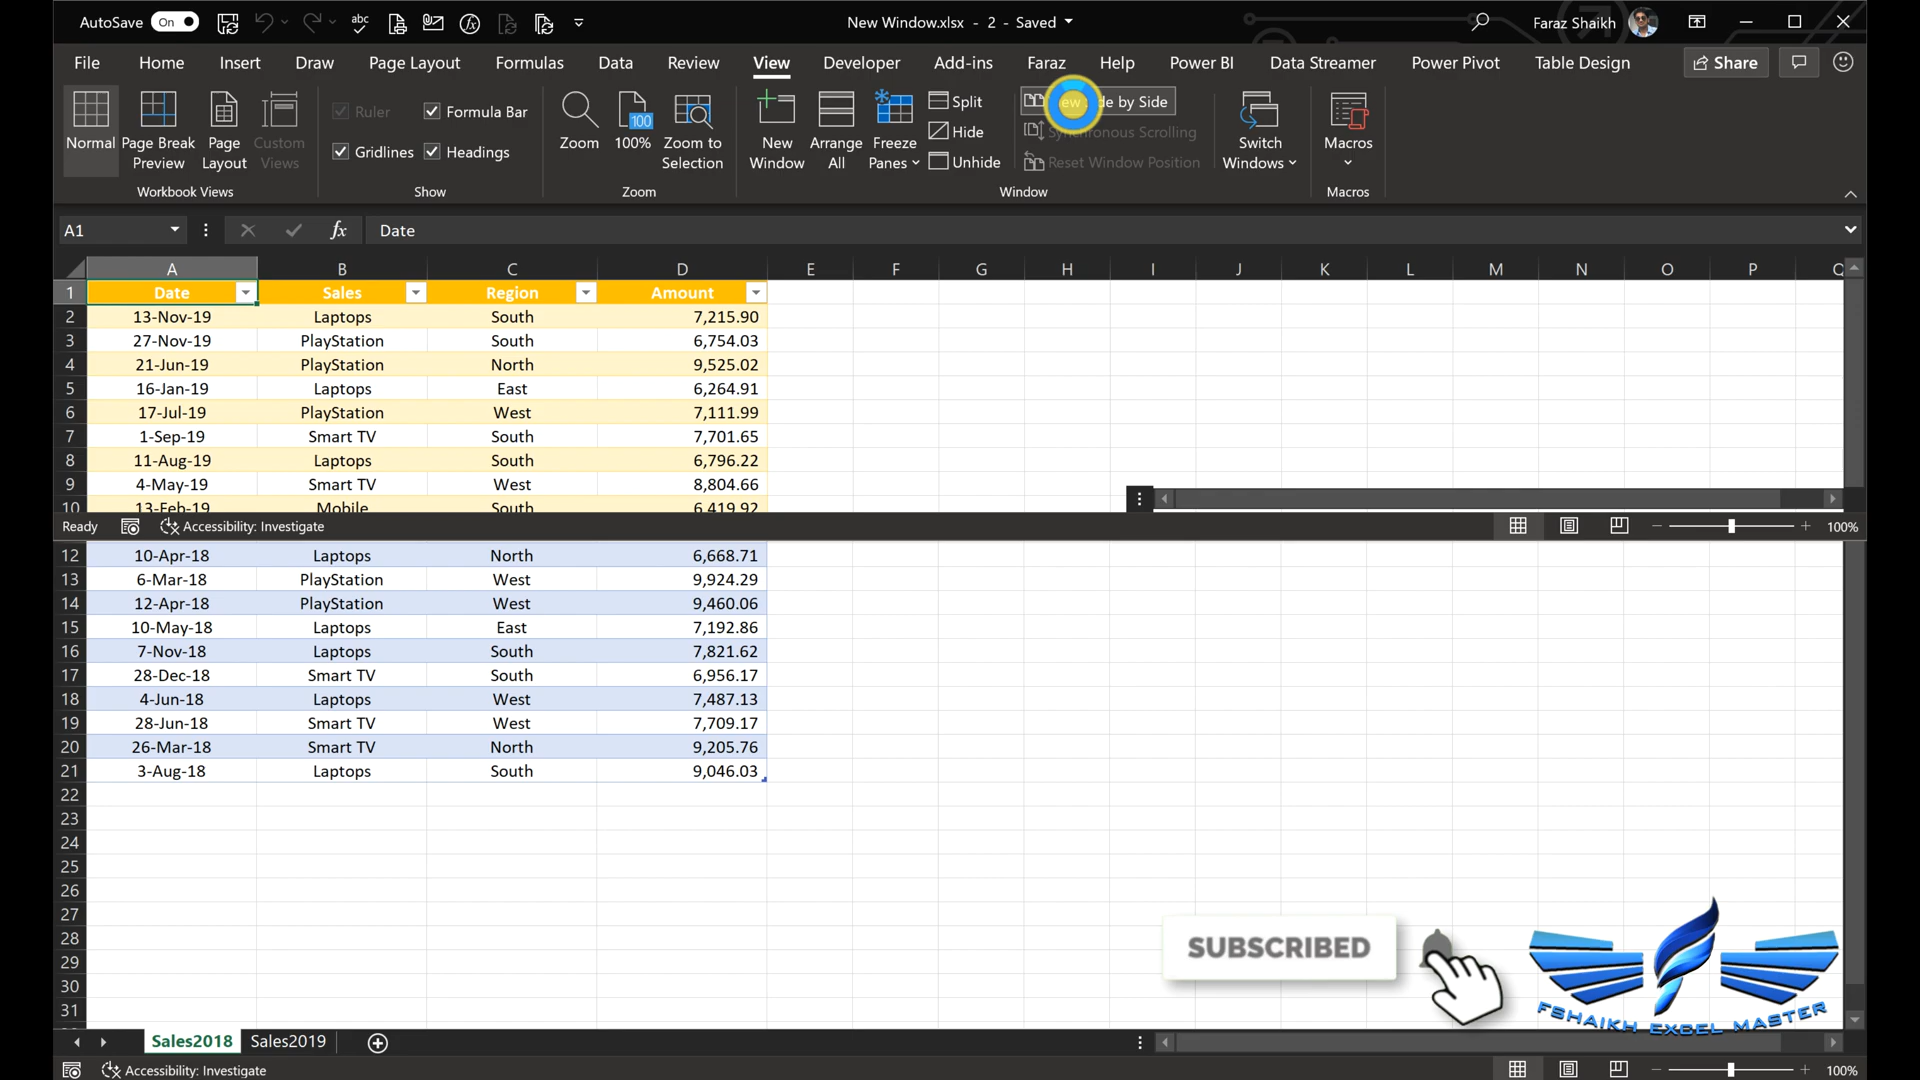 AutoSave On New Window.xlsx - 2 - Saved Faraz Shaikh
File Home Insert Draw Page Layout Formulas Data Review View Developer Add-ins Faraz Help Power BI Data Streamer Power Pivot Table Design Share
Normal Page Break Preview Page Layout Custom Views
Workbook Views
Ruler Formula Bar
Gridlines Headings
Show
Zoom 100 100% Zoom to Selection
Zoom
New Window Arrange All Freeze Panes
Split
Hide
Unhide
Side by Side
Synchronous Scrolling
Reset Window Position
Switch Windows
Window
Macros
Macros
A1 fx Date
A B C D E F G H I J K L M N O P Q
1 Date Sales Region Amount
2 13-Nov-19 Laptops South 7,215.90
3 27-Nov-19 PlayStation South 6,754.03
4 21-Jun-19 PlayStation North 9,525.02
5 16-Jan-19 Laptops East 6,264.91
6 17-Jul-19 PlayStation West 7,111.99
7 1-Sep-19 Smart TV South 7,701.65
8 11-Aug-19 Laptops South 6,796.22
9 4-May-19 Smart TV West 8,804.66
10 13-Feb-19 Mobile South 6,419.92
Ready Accessibility: Investigate 100%
12 10-Apr-18 Laptops North 6,668.71
13 6-Mar-18 PlayStation West 9,924.29
14 12-Apr-18 PlayStation West 9,460.06
15 10-May-18 Laptops East 7,192.86
16 7-Nov-18 Laptops South 7,821.62
17 28-Dec-18 Smart TV South 6,956.17
18 4-Jun-18 Laptops West 7,487.13
19 28-Jun-18 Smart TV West 7,709.17
20 26-Mar-18 Smart TV North 9,205.76
21 3-Aug-18 Laptops South 9,046.03
22
23
24
25
26
27
28
29
30
31
SUBSCRIBED
FSHAIKH EXCEL MASTER
Sales2018 Sales2019
Accessibility: Investigate 100%